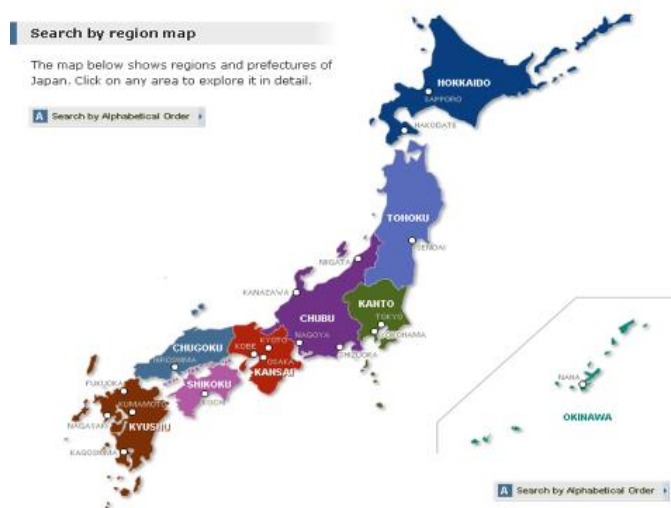 Search by region map
The map below shows regions and prefectures of
Japan. Click on any area to explore it in detail.
A Search by Alphabetical Order
HOKKAIDO
SAPPORO
HAKODATE
TOHOKU
SENDAI
NIIGATA
KANAZAWA
KANTO
TOKYO
YOKOHAMA
CHUBU
NAGOYA
SHIZUOKA
CHUGOKU
HIROSHIMA
KOBE
KYOTO
OSAKA
KANSAI
SHIKOKU
KOCHI
FUKUOKA
KUMAMOTO
NAGASAKI
KYUSHU
KAGOSHIMA
NAHA
OKINAWA
A Search by Alphabetical Order